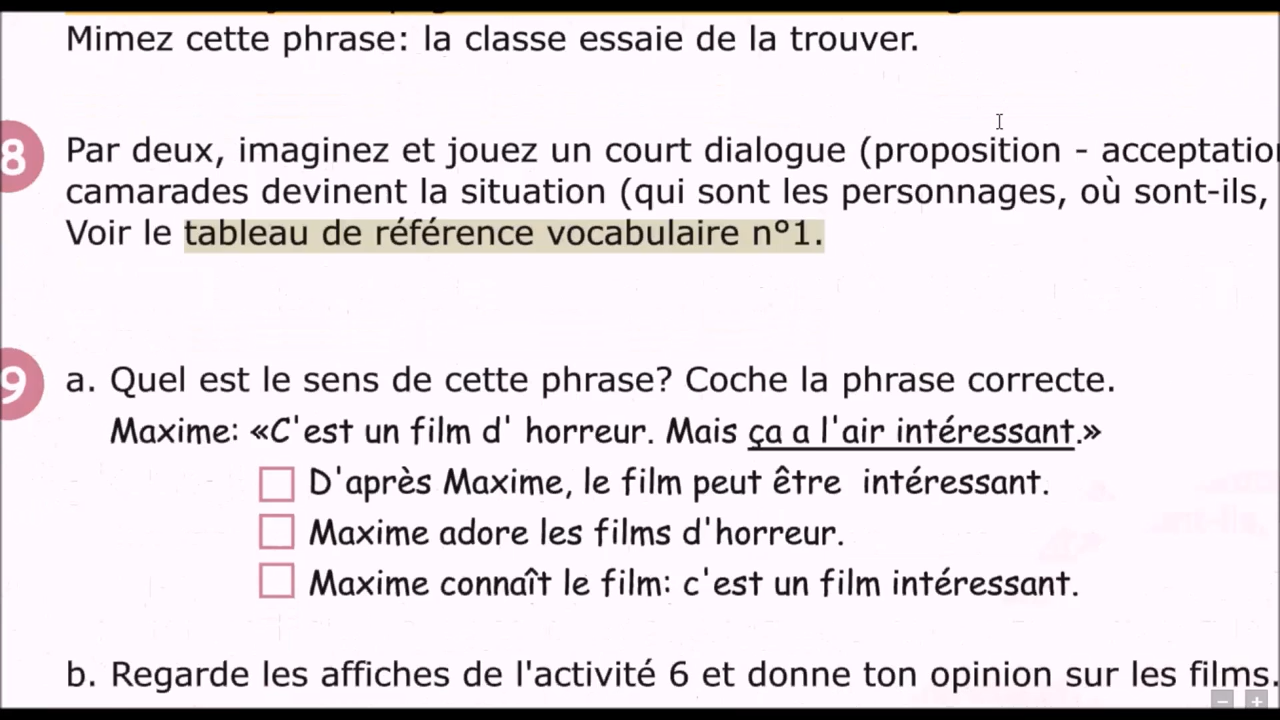 Mimez cette phrase: la classe essaie de la trouver.
8
Par deux, imaginez et jouez un court dialogue (proposition - acceptation
camarades devinent la situation (qui sont les personnages, où sont-ils,
Voir le tableau de référence vocabulaire n°1.
9
a. Quel est le sens de cette phrase? Coche la phrase correcte.
Maxime: «C'est un film d' horreur. Mais ça a l'air intéressant.»
D'après Maxime, le film peut être intéressant.
Maxime adore les films d'horreur.
Maxime connaît le film: c'est un film intéressant.
b. Regarde les affiches de l'activité 6 et donne ton opinion sur les films.